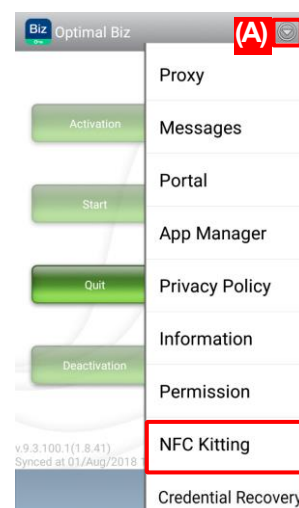 Biz Optimal Biz (A)
Proxy
Activation
Messages
Portal
Start
App Manager
Quit
Privacy Policy
Information
Deactivation
Permission
v.9.3.100.1(1.8.41)
NFC Kitting
Synced at 01/Aug/2018 1
Credential Recovery